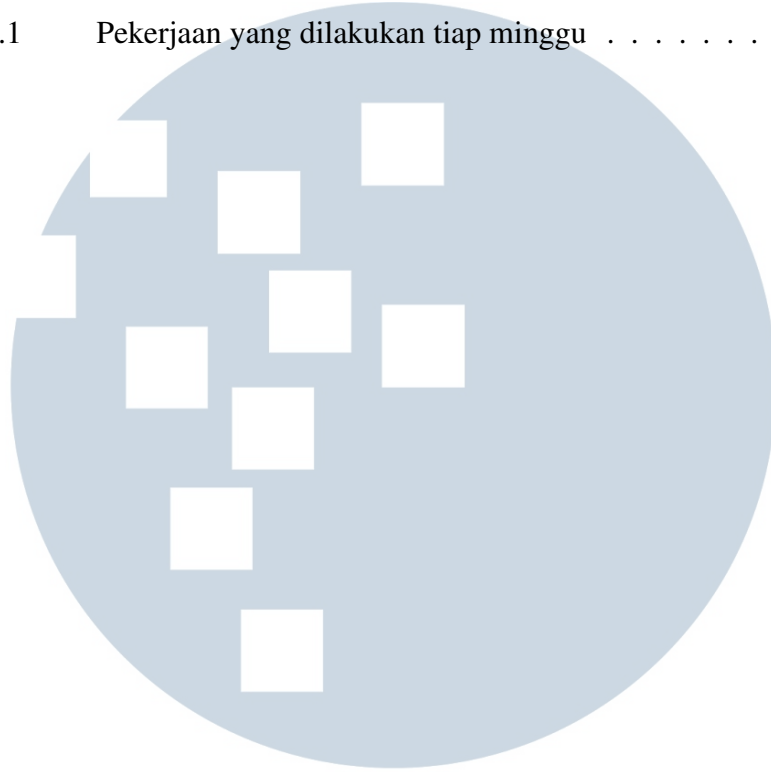 .1 Pekerjaan yang dilakukan tiap minggu . . . . . . .